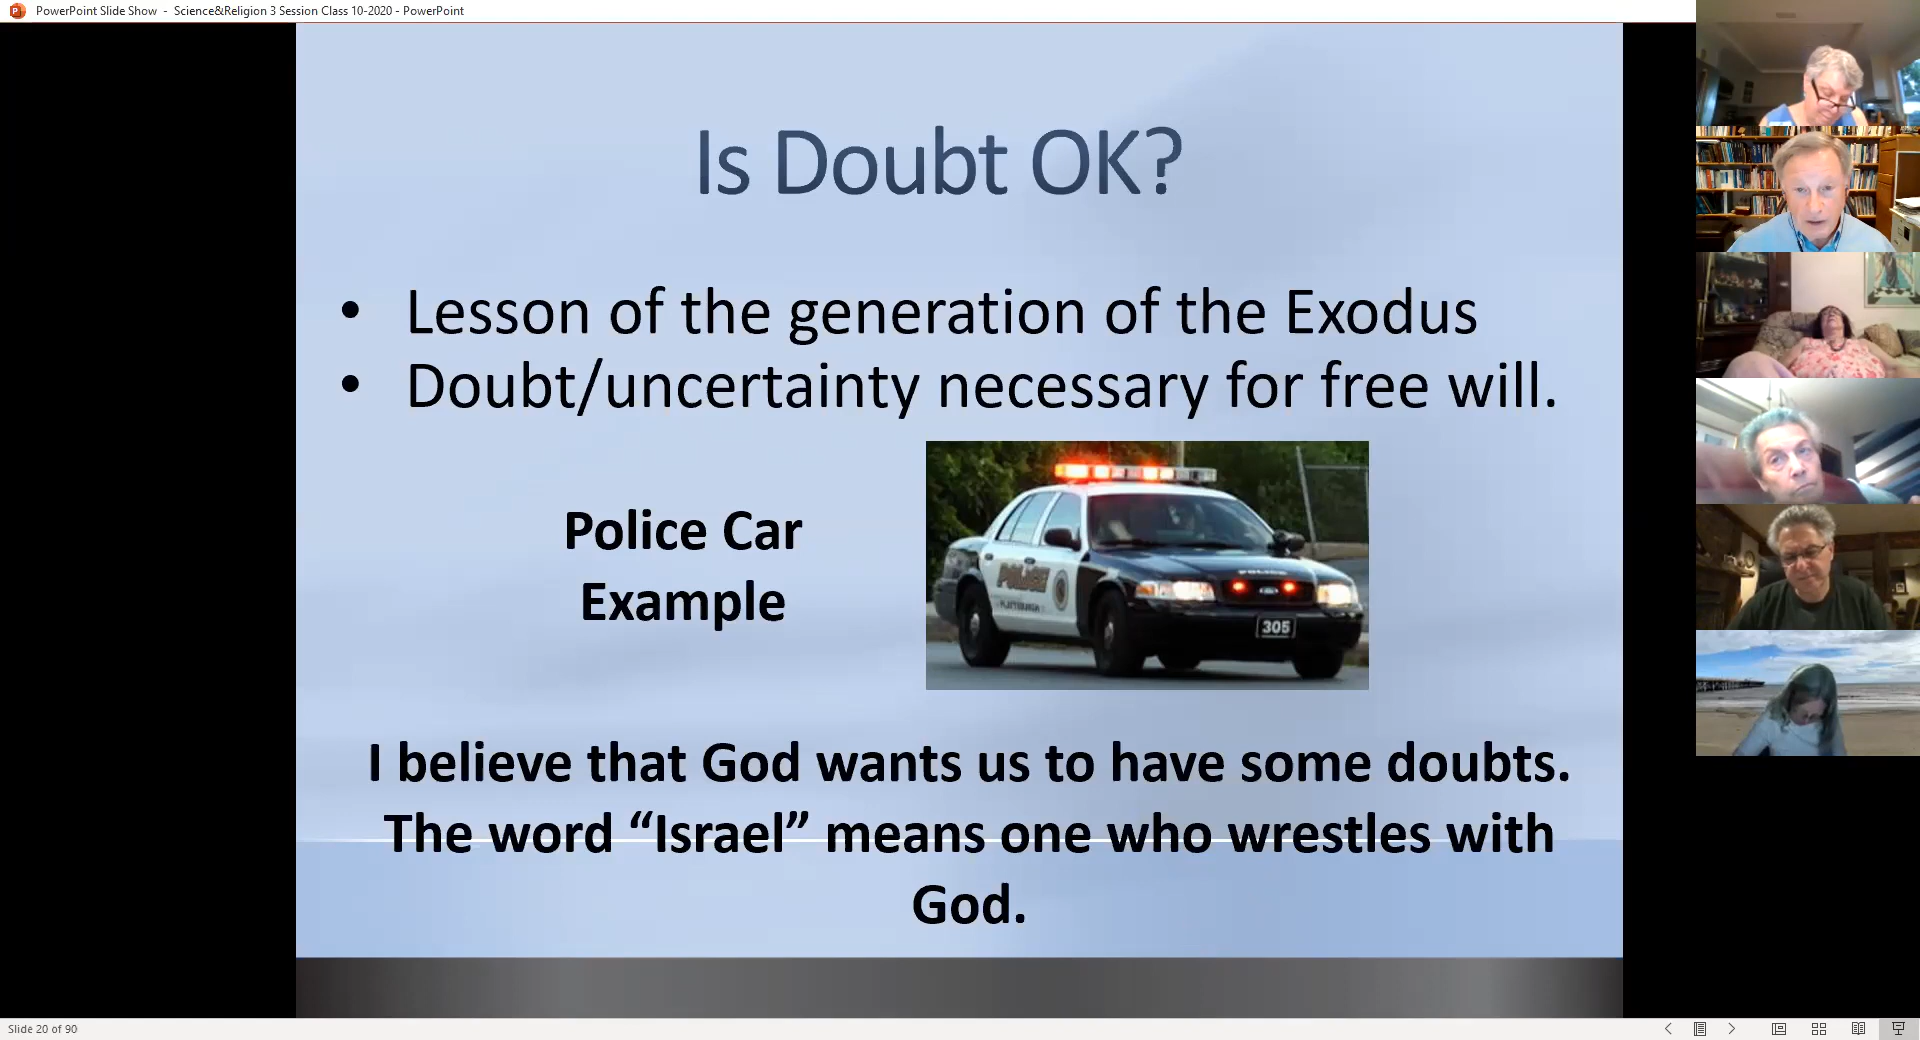 PowerPoint Slide Show - Science&Religion 3 Session Class 10-2020 - PowerPoint
Is Doubt OK?
• Lesson of the generation of the Exodus
• Doubt/uncertainty necessary for free will.
Police Car
Example
POLICE
POLICE
305
I believe that God wants us to have some doubts.
The word “Israel” means one who wrestles with
God.
Slide 20 of 90